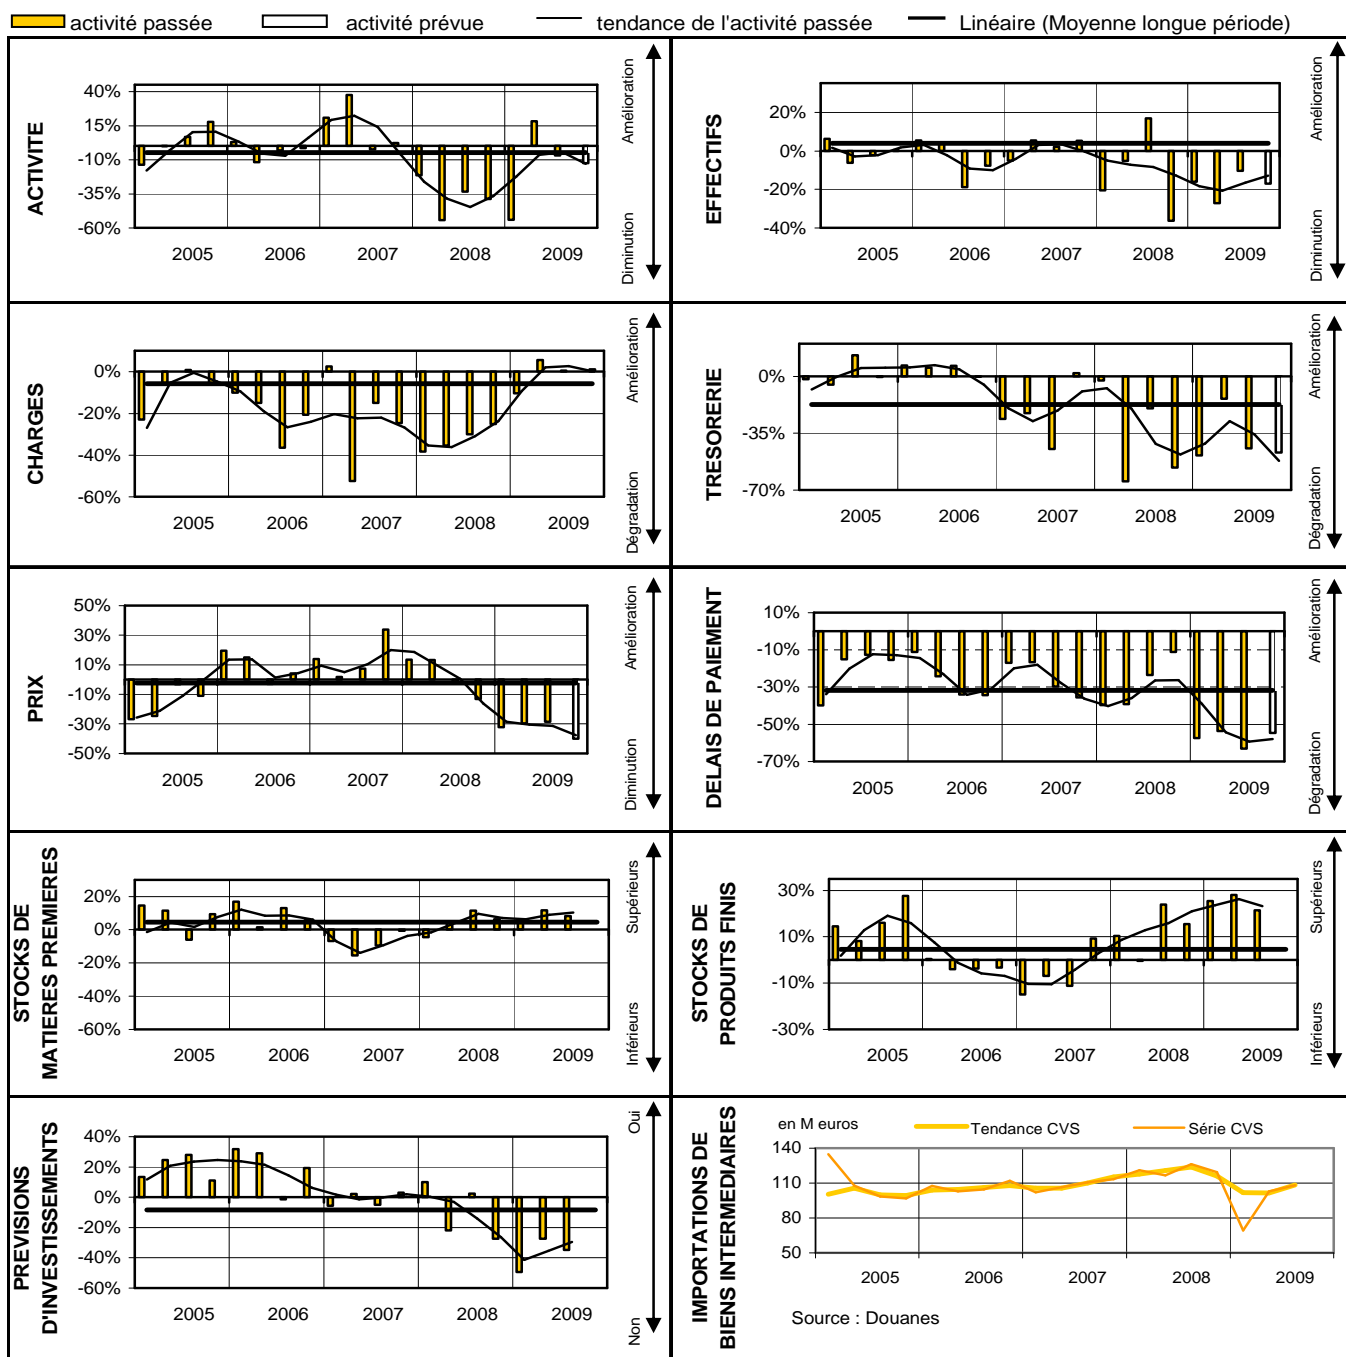 activité passée
activité prévue
tendance de l'activité passée
Linéaire (Moyenne longue période)
ACTIVITE
40%
15%
-10%
-35%
-60%
2005
2006
2007
2008
2009
Amélioration
Diminution
EFFECTIFS
20%
0%
-20%
-40%
2005
2006
2007
2008
2009
Amélioration
Diminution
CHARGES
0%
-20%
-40%
-60%
2005
2006
2007
2008
2009
Amélioration
Dégradation
TRESORERIE
0%
-35%
-70%
2005
2006
2007
2008
2009
Amélioration
Dégradation
PRIX
50%
30%
10%
-10%
-30%
-50%
2005
2006
2007
2008
2009
Amélioration
Diminution
DELAIS DE PAIEMENT
10%
-10%
-30%
-50%
-70%
2005
2006
2007
2008
2009
Amélioration
Dégradation
STOCKS DE
MATIERES PREMIERES
20%
0%
-20%
-40%
-60%
2005
2006
2007
2008
2009
Supérieurs
Inférieurs
STOCKS DE
PRODUITS FINIS
30%
10%
-10%
-30%
2005
2006
2007
2008
2009
Supérieurs
Inférieurs
PREVISIONS
D'INVESTISSEMENTS
40%
20%
0%
-20%
-40%
-60%
2005
2006
2007
2008
2009
Oui
Non
IMPORTATIONS DE
BIENS INTERMEDIAIRES
en M euros
Tendance CVS
Série CVS
140
110
80
50
2005
2006
2007
2008
2009
Source : Douanes